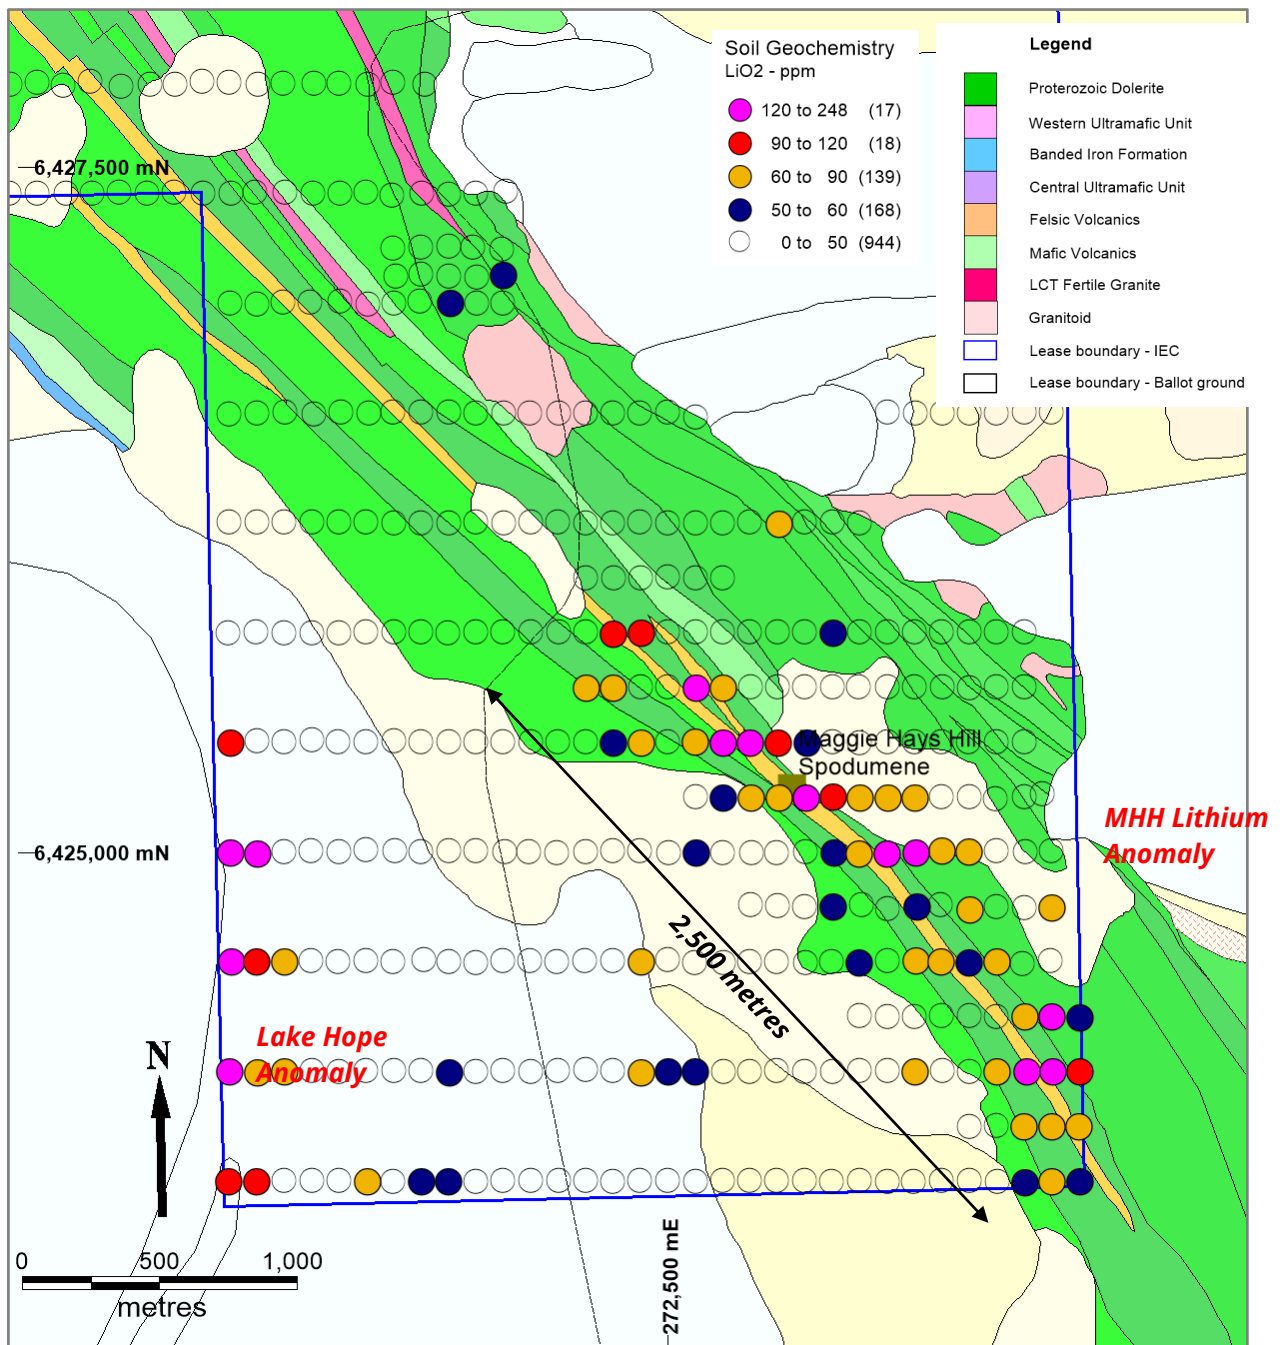 Soil Geochemistry
LiO2 - ppm
120 to 248 (17)
90 to 120 (18)
60 to 90 (139)
50 to 60 (168)
0 to 50 (944)
Legend
Proterozoic Dolerite
Western Ultramafic Unit
Banded Iron Formation
Central Ultramafic Unit
Felsic Volcanics
Mafic Volcanics
LCT Fertile Granite
Granitoid
Lease boundary - IEC
Lease boundary - Ballot ground
6,427,500 mN
Maggie Hays Hill
Spodumene
MHH Lithium
Anomaly
6,425,000 mN
2,500 metres
Lake Hope
Anomaly
N
0 500 1,000
metres
272,500 mE